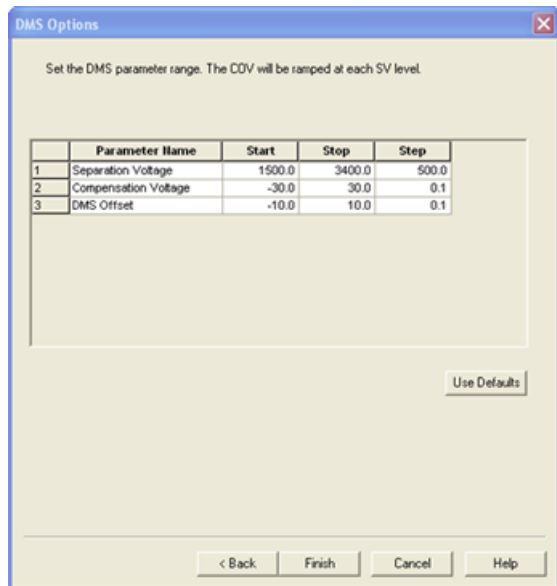 DMS Options
Set the DMS parameter range. The COV will be ramped at each SV level.
Parameter Name Start Stop Step
1 Separation Voltage 1500.0 3400.0 500.0
2 Compensation Voltage -30.0 30.0 0.1
3 DMS Offset -10.0 10.0 0.1
Use Defaults
< Back Finish Cancel Help